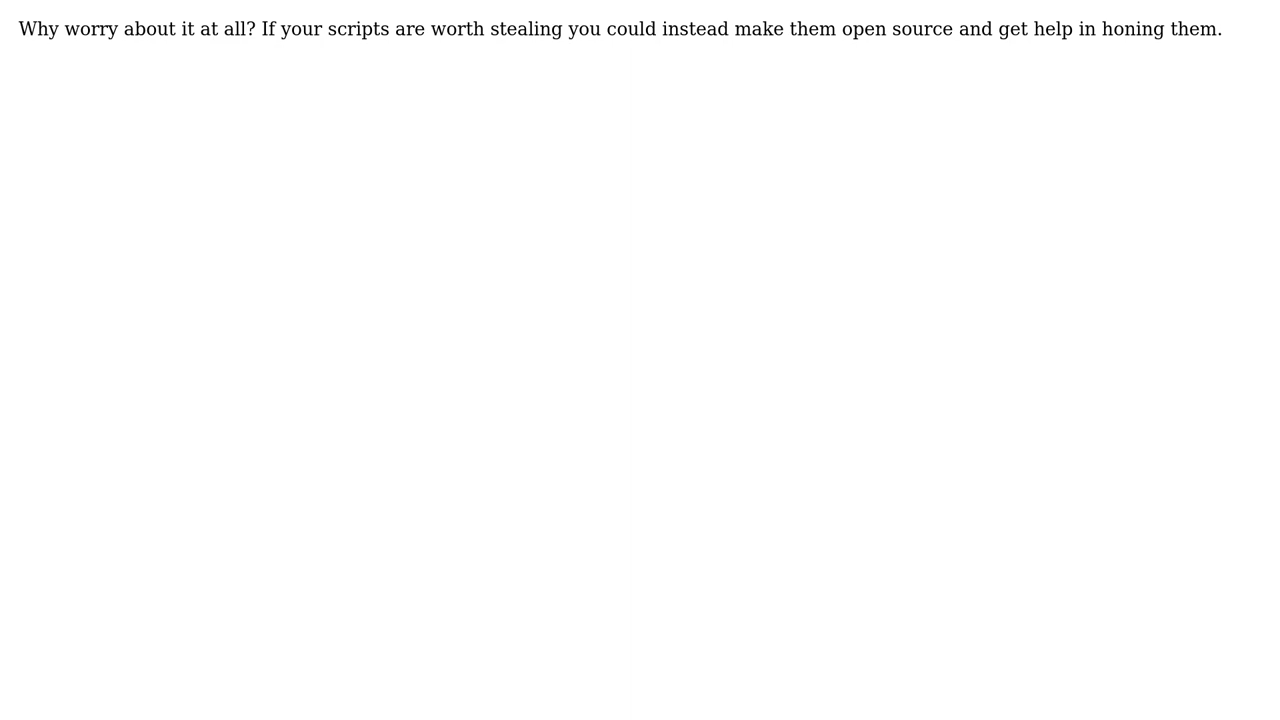 Why worry about it at all? If your scripts are worth stealing you could instead make them open source and get help in honing them.